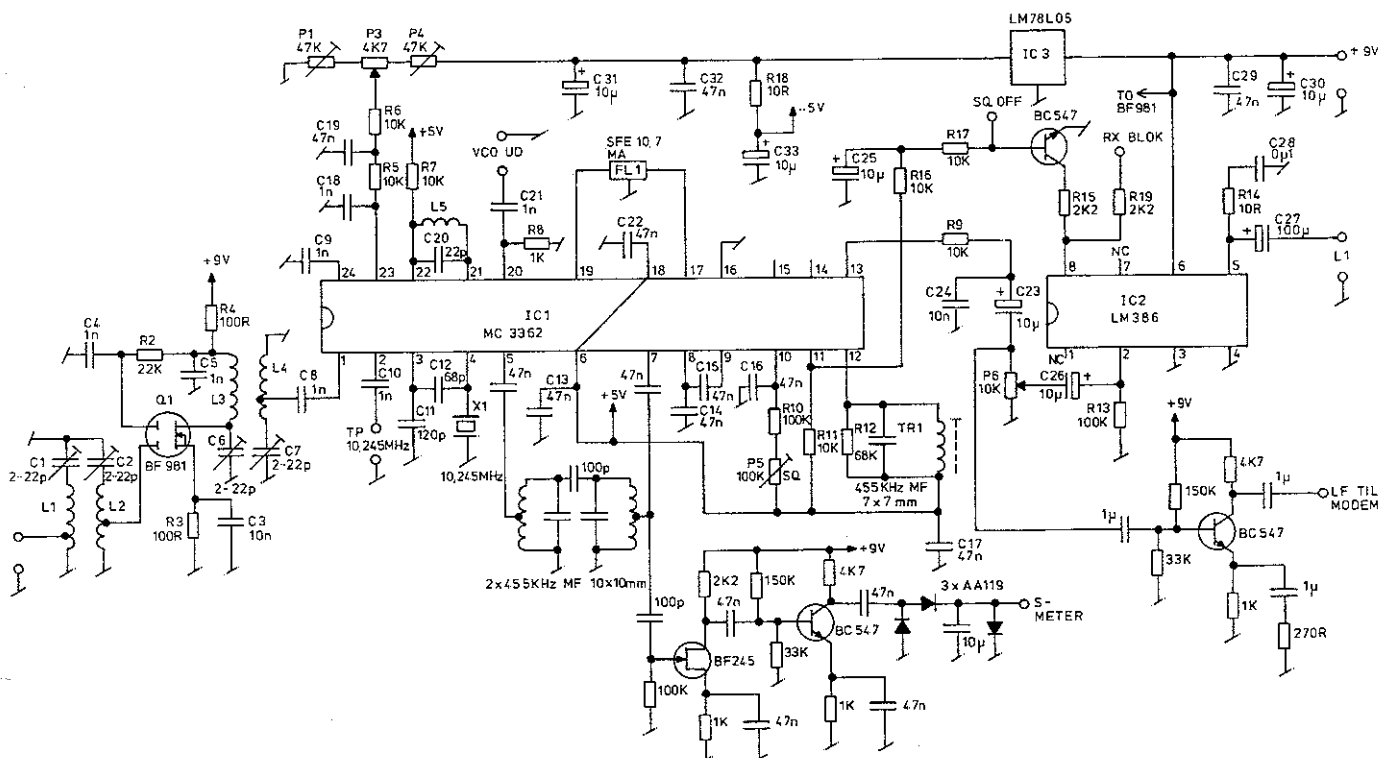 LM78L05
P1
47K
P3
4K7
P4
47K
IC 3
+ 9V
C31
10µ
C32
47n
R18
10R
TO
BF981
C29
47n
C30
10µ
R6
10K
C19
47n
+5V
VCO UD
SFE 10,7
MA
FL1
--5V
C33
10µ
SQ OFF
BC547
RX BLOK
C25
10µ
R17
10K
R16
10K
C28
0µ1
R5
10K
R7
10K
C18
1n
C21
1n
R15
2K2
R19
2K2
R14
10R
L5
C20
22p
R8
1K
C22
47n
R9
10K
C27
100µ
C9
1n
L1
24
23
22
21
20
19
18
17
16
15
14
13
8
NC
7
6
5
+9V
R4
100R
IC1
MC 3362
C24
10n
C23
10µ
IC2
LM386
C4
1n
R2
22K
C5
1n
L3
L4
C8
1n
1
2
3
4
5
6
7
8
9
10
11
12
NC
1
2
3
4
C10
1n
C12
68p
47n
C13
47n
47n
C15
47n
C16
47n
P6
10K
C26
10µ
C14
47n
+5V
R13
100K
Q1
BF 981
C6
2--22p
C7
2--22p
C11
120p
X1
TP
10,245MHz
10,245MHz
R10
100K
R11
10K
R12
68K
TR1
P5
100K
SQ
455KHz MF
7 x 7 mm
+9V
4K7
150K
1µ
LF TIL
MODEM
C1
2--22p
C2
2--22p
L1
L2
R3
100R
C3
10n
100p
C17
47n
1µ
33K
BC547
2x455KHz MF 10x10mm
+9V
2K2
150K
4K7
47n
3x AA119
S-
METER
1K
1µ
270R
100p
47n
33K
BC547
10µ
BF245
100K
1K
47n
1K
47n